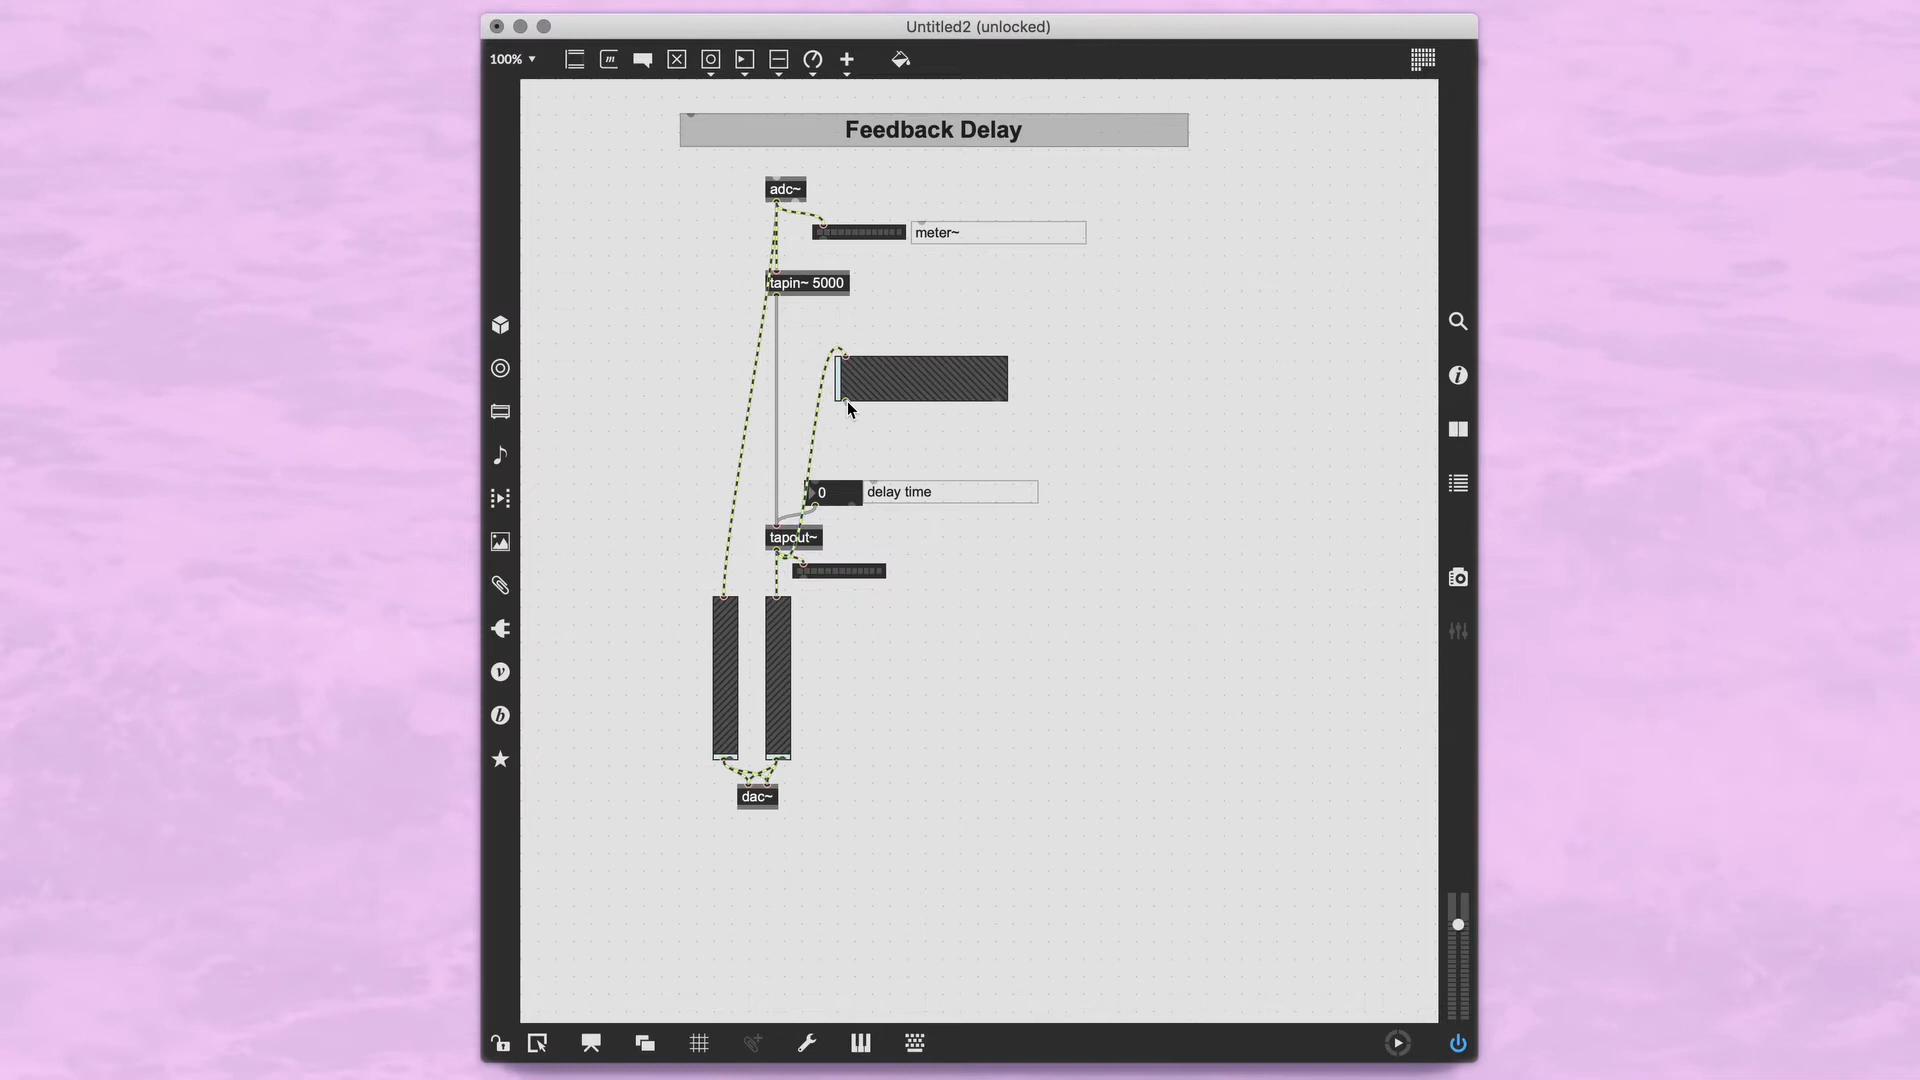 Untitled2 (unlocked)
100%
m
Feedback Delay
adc~
meter~
tapin~ 5000
0
delay time
tapout~
dac~
v
b